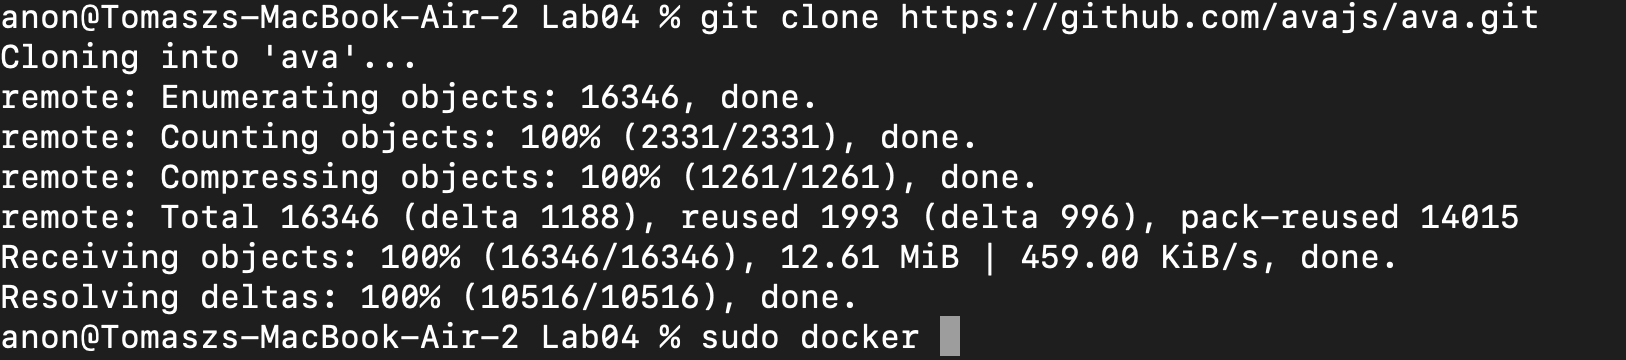 anon@Tomaszs-MacBook-Air-2 Lab04 % git clone https://github.com/avajs/ava.git
Cloning into 'ava'...
remote: Enumerating objects: 16346, done.
remote: Counting objects: 100% (2331/2331), done.
remote: Compressing objects: 100% (1261/1261), done.
remote: Total 16346 (delta 1188), reused 1993 (delta 996), pack-reused 14015
Receiving objects: 100% (16346/16346), 12.61 MiB | 459.00 KiB/s, done.
Resolving deltas: 100% (10516/10516), done.
anon@Tomaszs-MacBook-Air-2 Lab04 % sudo docker